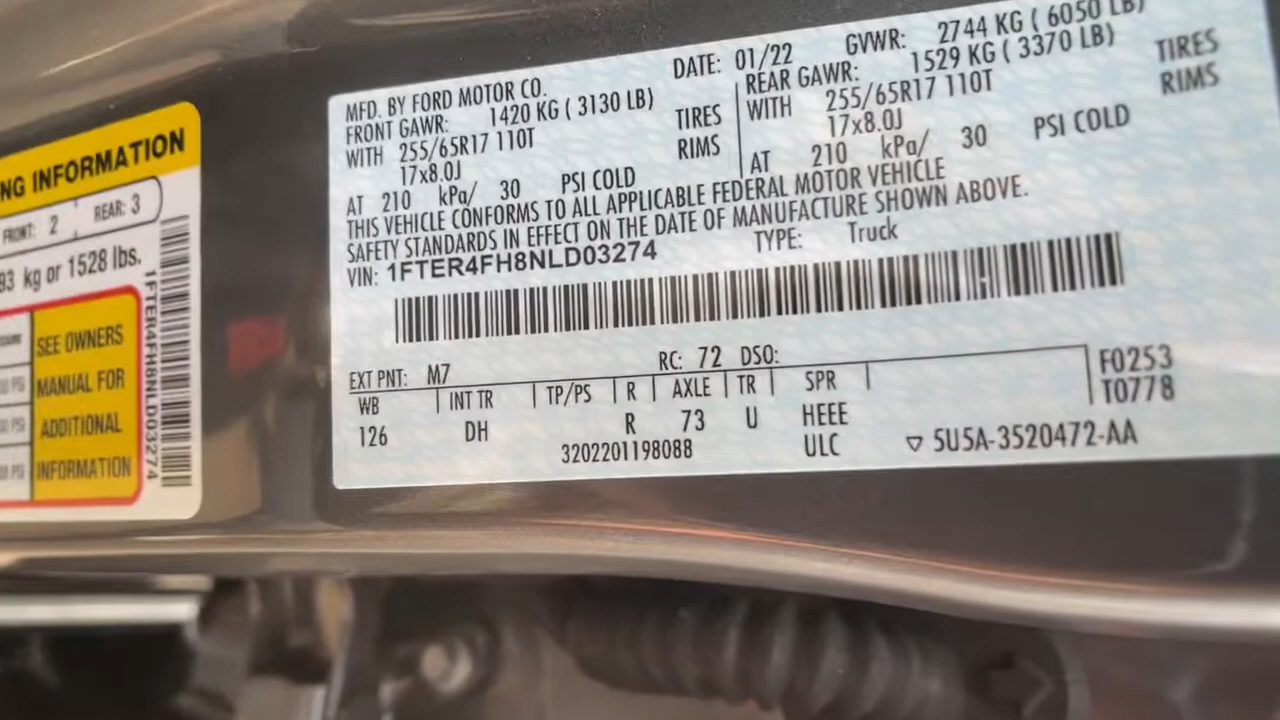 NG INFORMATION
FRONT: 2 REAR: 3
93 kg or 1528 lbs.
SEE OWNERS
MANUAL FOR
ADDITIONAL
INFORMATION
PSI
PSI
PSI
1FTER4FH8NLD03274
MFD. BY FORD MOTOR CO. DATE: 01/22 GVWR: 2744 KG ( 6050 LB)
FRONT GAWR: 1420 KG ( 3130 LB) REAR GAWR: 1529 KG ( 3370 LB)
WITH 255/65R17 110T TIRES WITH 255/65R17 110T TIRES
17x8.0J RIMS 17x8.0J RIMS
AT 210 kPa/ 30 PSI COLD AT 210 kPa/ 30 PSI COLD
THIS VEHICLE CONFORMS TO ALL APPLICABLE FEDERAL MOTOR VEHICLE
SAFETY STANDARDS IN EFFECT ON THE DATE OF MANUFACTURE SHOWN ABOVE.
VIN: 1FTER4FH8NLD03274 TYPE: Truck
EXT PNT: M7 RC: 72 DSO:
WB INT TR TP/PS R AXLE TR SPR F0253
126 DH R 73 U HEEE T0778
3202201198088 ULC ▽ 5U5A-3520472-AA